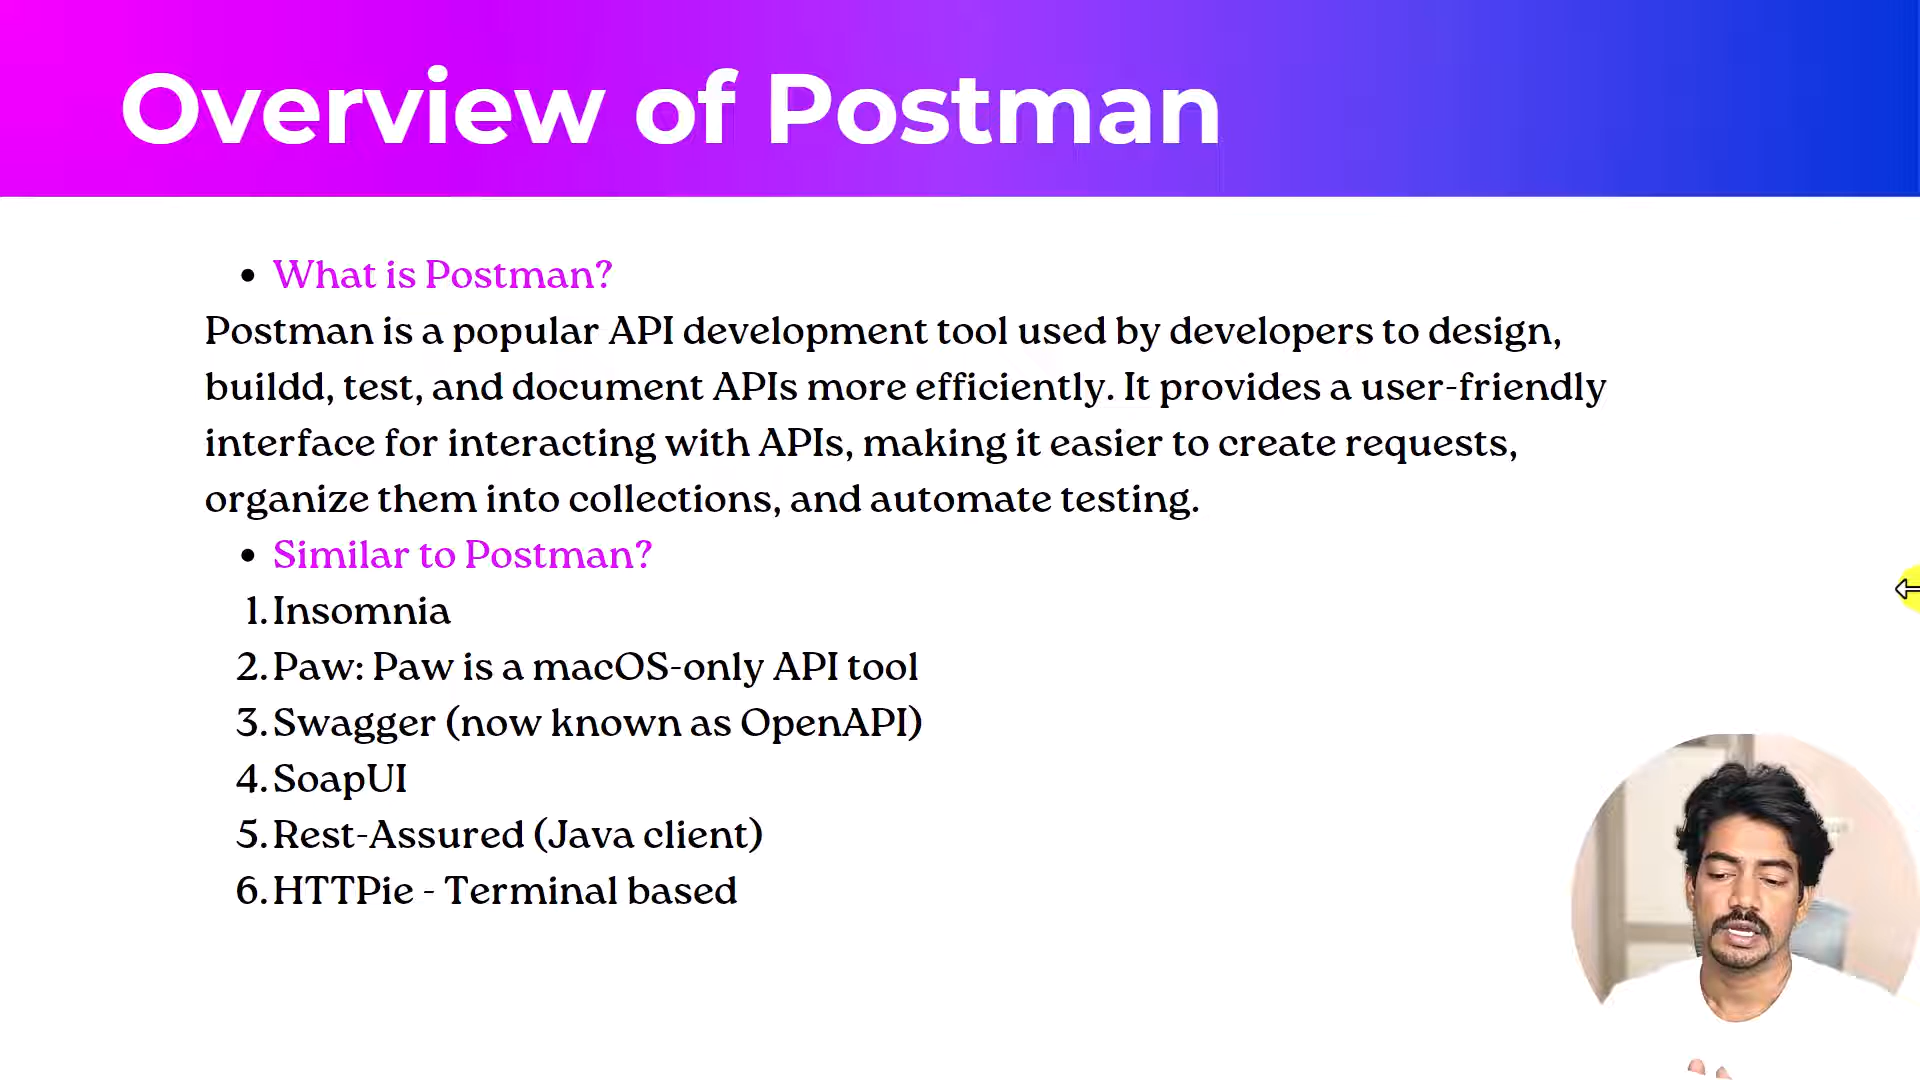 Overview of Postman
• What is Postman?
Postman is a popular API development tool used by developers to design,
buildd, test, and document APIs more efficiently. It provides a user-friendly
interface for interacting with APIs, making it easier to create requests,
organize them into collections, and automate testing.
• Similar to Postman?
1. Insomnia
2. Paw: Paw is a macOS-only API tool
3. Swagger (now known as OpenAPI)
4. SoapUI
5. Rest-Assured (Java client)
6. HTTPie - Terminal based